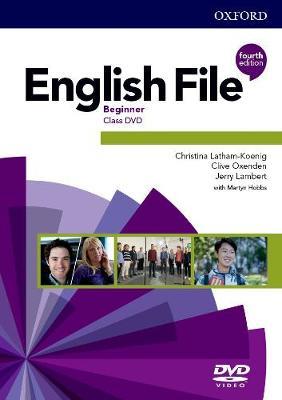 OXFORD
fourth
edition
English File
Beginner
Class DVD
Christina Latham-Koenig
Clive Oxenden
Jerry Lambert
with Martyn Hobbs
DVD
VIDEO